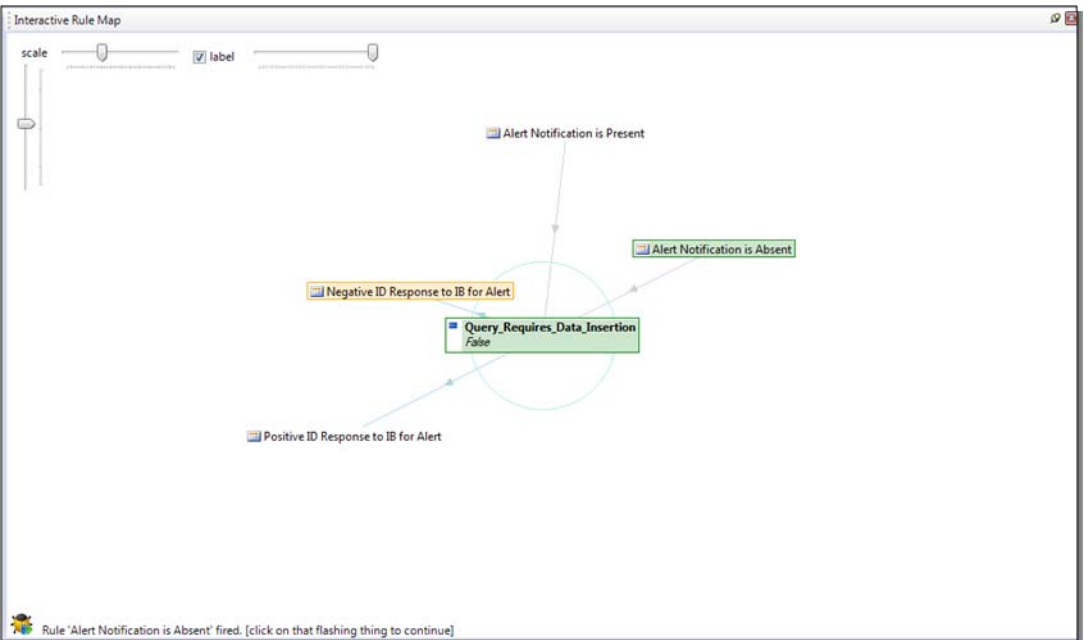 Interactive Rule Map
scale
label
Alert Notification is Present
Alert Notification is Absent
Negative ID Response to IB for Alert
Query_Requires_Data_Insertion
False
Positive ID Response to IB for Alert
Rule 'Alert Notification is Absent' fired. [click on that flashing thing to continue]